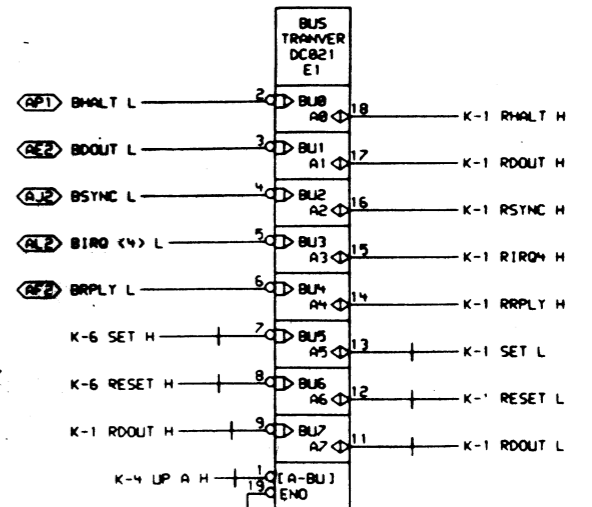 BUS
TRANVER
DC021
E1
AP1 BHALT L 2 BU0
A0 18 K-1 RHALT H
AE2 BDOUT L 3 BU1
A1 17 K-1 RDOUT H
AJ2 BSYNC L 4 BU2
A2 16 K-1 RSYNC H
AL2 BIRQ <4> L 5 BU3
A3 15 K-1 RIRQ4 H
AF2 BRPLY L 6 BU4
A4 14 K-1 RRPLY H
K-6 SET H 7 BU5
A5 13 K-1 SET L
K-6 RESET H 8 BU6
A6 12 K-' RESET L
K-1 RDOUT H 9 BU7
A7 11 K-1 RDOUT L
K-4 UP A H 1 [A-BU]
19 ENO